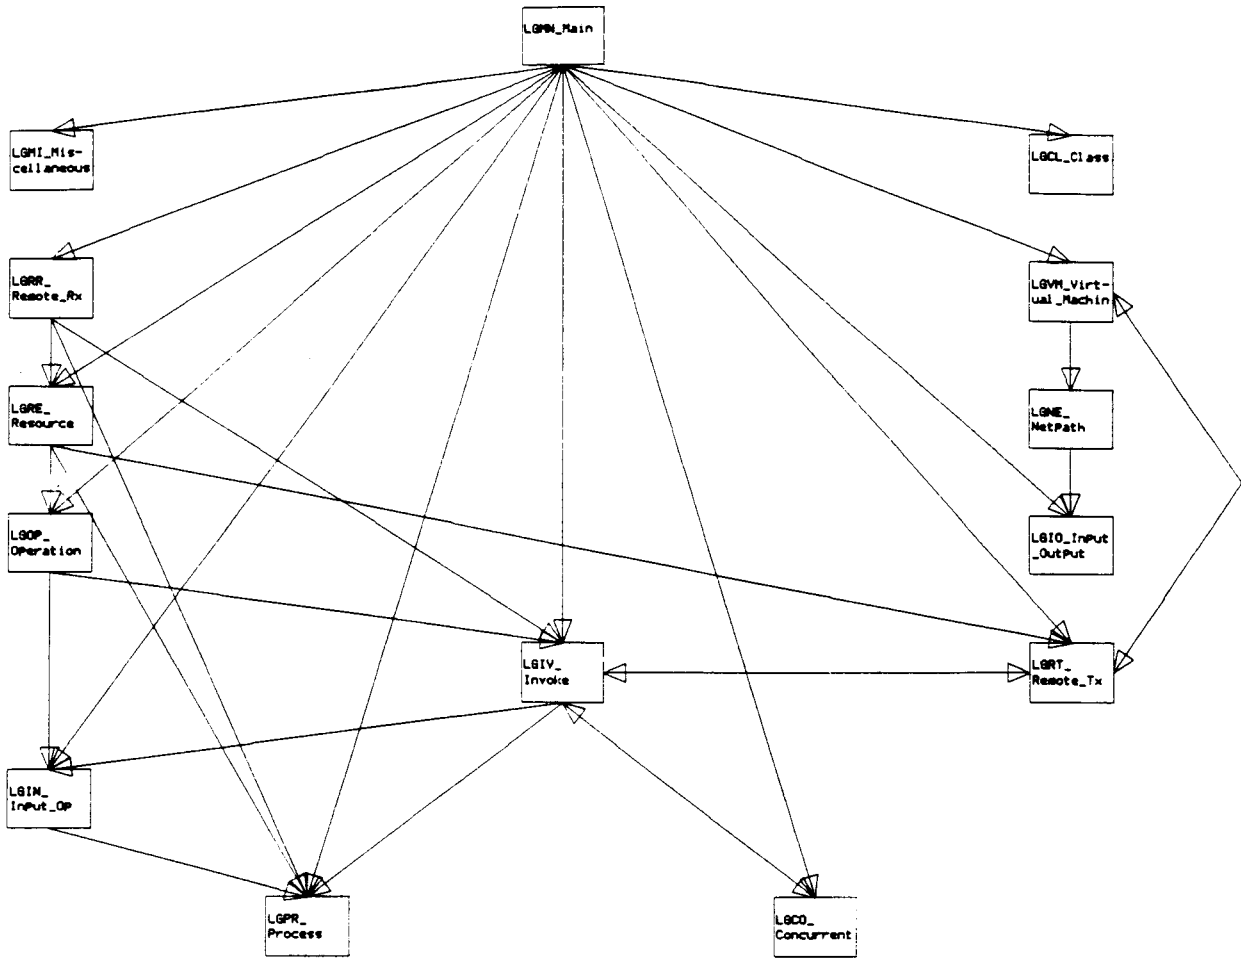 LGMN_Main
LGMI_Mis-
cellaneous
LGCL_Class
LGRR_
Remote_Rx
LGVM_Virt-
ual_Machin
LGRE_
Resource
LGNE_
NetPath
LGOP_
Operation
LGIO_Input
_Output
LGIV_
Invoke
LGRT_
Remote_Tx
LGIN_
Input_Op
LGPR_
Process
LGCO_
Concurrent